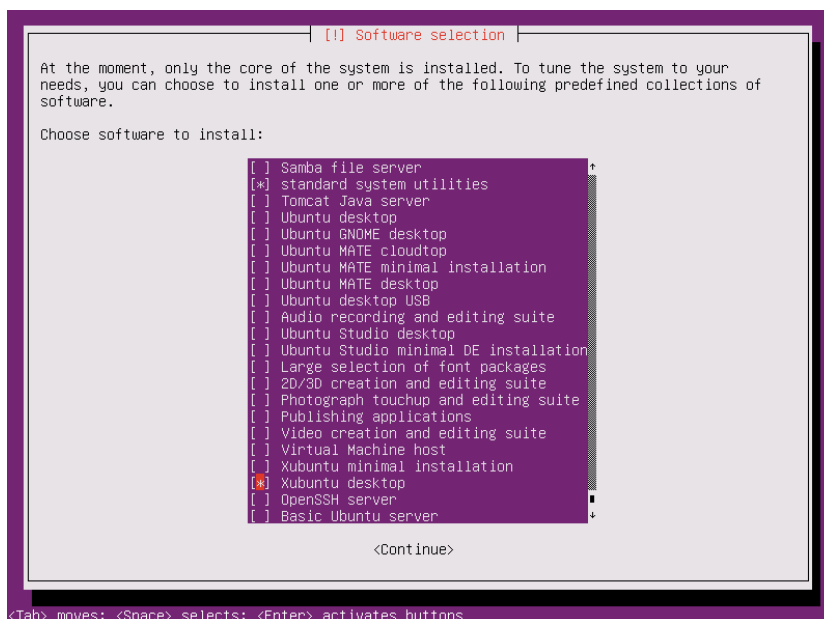 [!] Software selection
At the moment, only the core of the system is installed. To tune the system to your
needs, you can choose to install one or more of the following predefined collections of
software.
Choose software to install:
[ ] Samba file server
[*] standard system utilities
[ ] Tomcat Java server
[ ] Ubuntu desktop
[ ] Ubuntu GNOME desktop
[ ] Ubuntu MATE cloudtop
[ ] Ubuntu MATE minimal installation
[ ] Ubuntu MATE desktop
[ ] Ubuntu desktop USB
[ ] Audio recording and editing suite
[ ] Ubuntu Studio desktop
[ ] Ubuntu Studio minimal DE installation
[ ] Large selection of font packages
[ ] 2D/3D creation and editing suite
[ ] Photograph touchup and editing suite
[ ] Publishing applications
[ ] Video creation and editing suite
[ ] Virtual Machine host
[ ] Xubuntu minimal installation
[*] Xubuntu desktop
[ ] OpenSSH server
[ ] Basic Ubuntu server
<Continue>
<Tab> moves; <Space> selects; <Enter> activates buttons